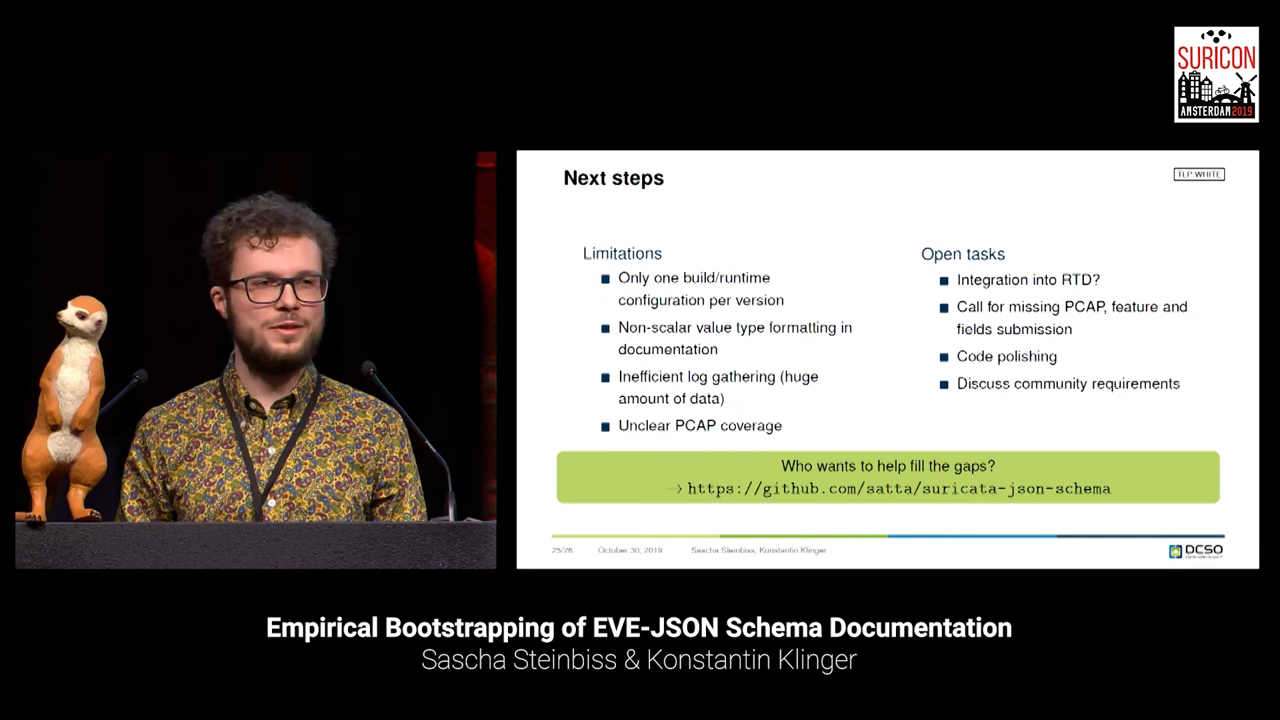 SURICON
AMSTERDAM2019
Next steps
TLP:WHITE
Limitations
Only one build/runtime
configuration per version
Non-scalar value type formatting in
documentation
Inefficient log gathering (huge
amount of data)
Unclear PCAP coverage
Open tasks
Integration into RTD?
Call for missing PCAP, feature and
fields submission
Code polishing
Discuss community requirements
Who wants to help fill the gaps?
→ https://github.com/satta/suricata-json-schema
25/26 October 30, 2019 Sascha Steinbiss, Konstantin Klinger
DCSO
Empirical Bootstrapping of EVE-JSON Schema Documentation
Sascha Steinbiss & Konstantin Klinger